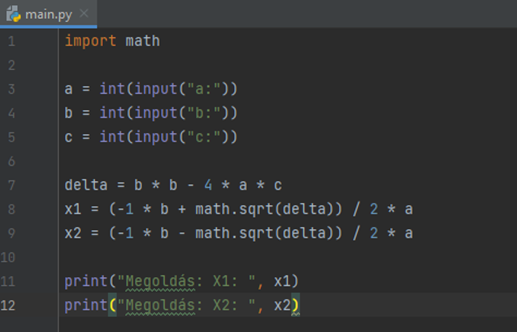 main.py
1 import math
2
3 a = int(input("a:"))
4 b = int(input("b:"))
5 c = int(input("c:"))
6
7 delta = b * b - 4 * a * c
8 x1 = (-1 * b + math.sqrt(delta)) / 2 * a
9 x2 = (-1 * b - math.sqrt(delta)) / 2 * a
10
11 print("Megoldás: X1: ", x1)
12 print("Megoldás: X2: ", x2)